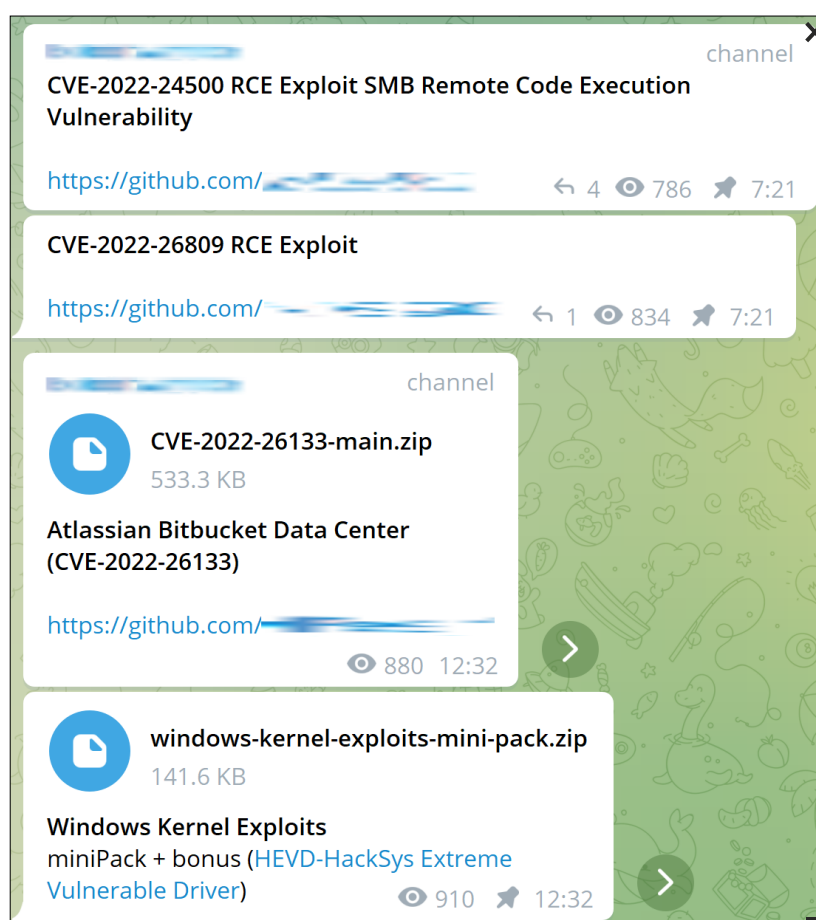 channel
CVE-2022-24500 RCE Exploit SMB Remote Code Execution
Vulnerability
https://github.com/
4 786 7:21
CVE-2022-26809 RCE Exploit
https://github.com/
1 834 7:21
channel
CVE-2022-26133-main.zip
533.3 KB
Atlassian Bitbucket Data Center
(CVE-2022-26133)
https://github.com/
880 12:32
windows-kernel-exploits-mini-pack.zip
141.6 KB
Windows Kernel Exploits
miniPack + bonus (HEVD-HackSys Extreme
Vulnerable Driver)
910 12:32